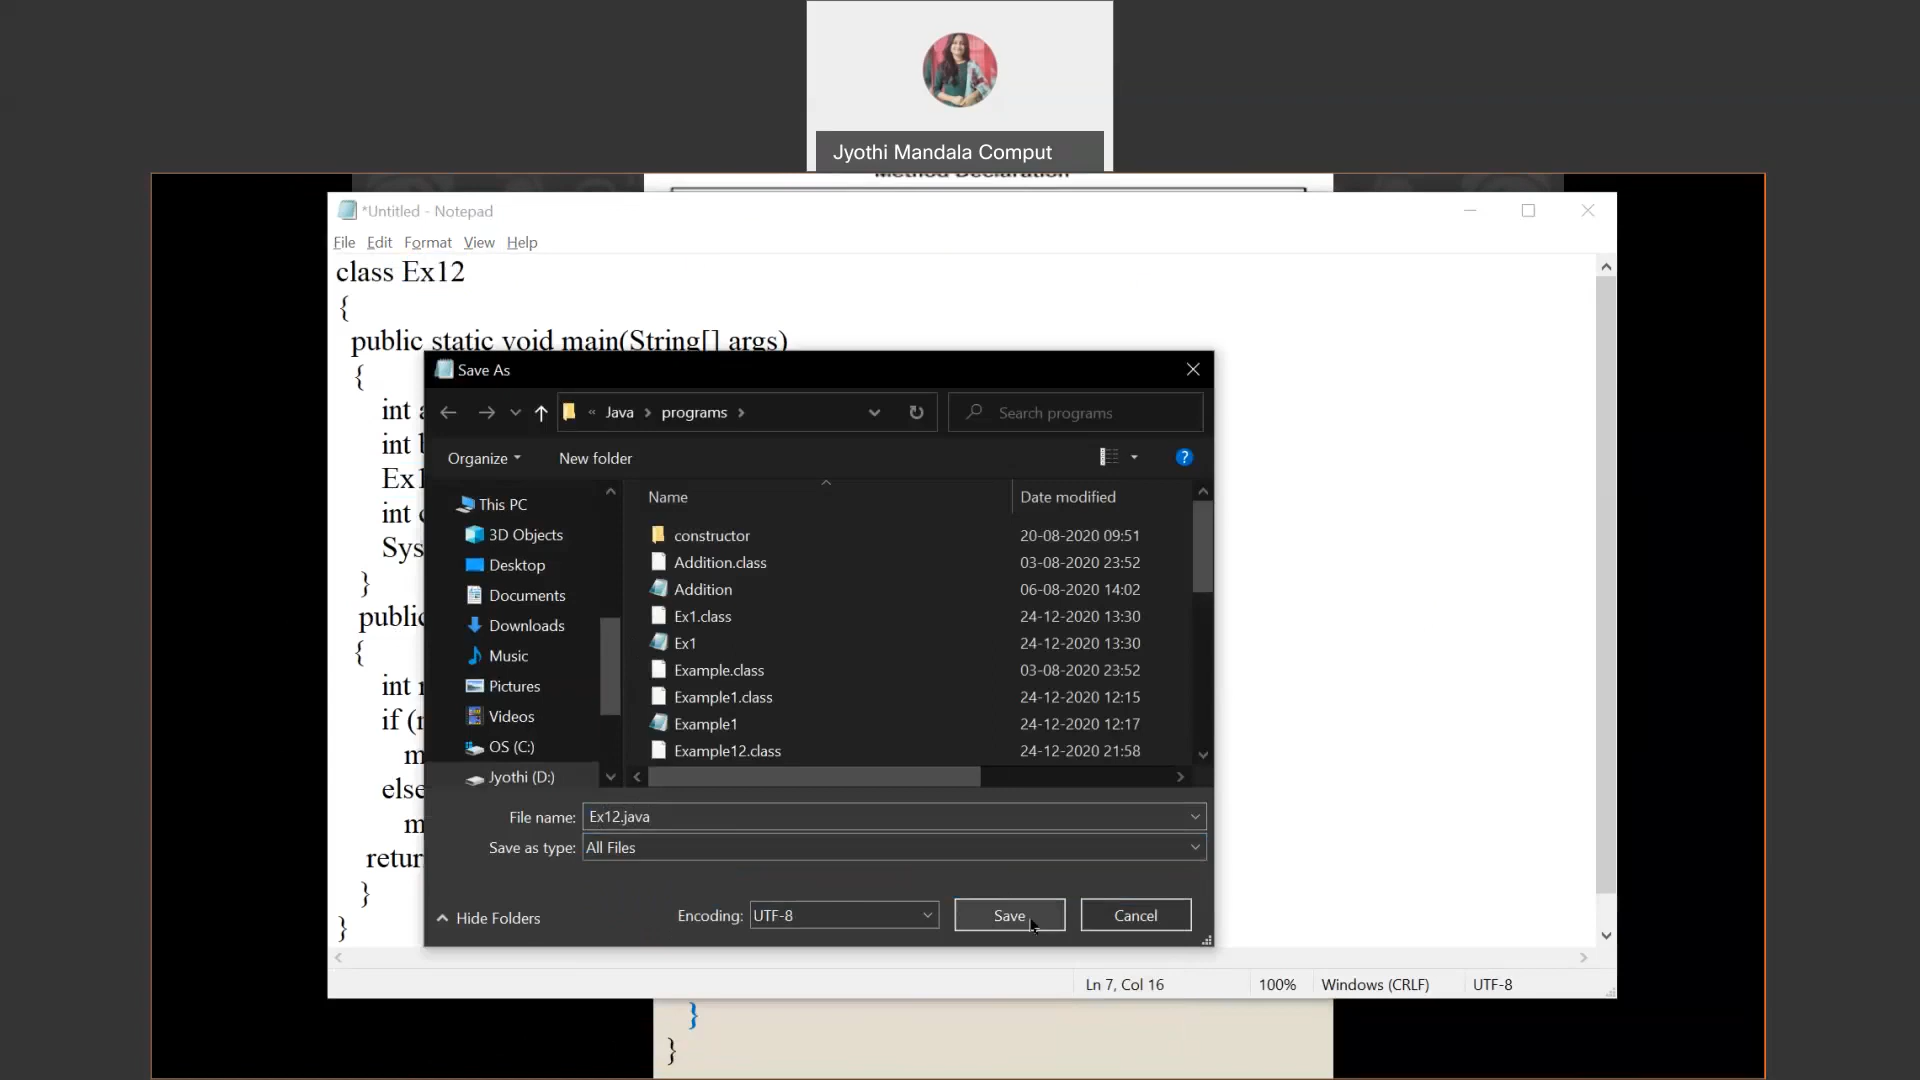 Jyothi Mandala Comput
Method Declaration
*Untitled - Notepad
File Edit Format View Help
class Ex12
{
public static void main(String[] args)
{
int
int
int
}
{
int
if
}
}
Save As
« Java > programs >
Search programs
Organize
New folder
This PC
3D Objects
Desktop
Documents
Downloads
Music
Pictures
Videos
OS (C:)
Jyothi (D:)
Name Date modified
constructor 20-08-2020 09:51
Addition.class 03-08-2020 23:52
Addition 06-08-2020 14:02
Ex1.class 24-12-2020 13:30
Ex1 24-12-2020 13:30
Example.class 03-08-2020 23:52
Example1.class 24-12-2020 12:15
Example1 24-12-2020 12:17
Example12.class 24-12-2020 21:58
File name: Ex12.java
Save as type: All Files
Hide Folders
Encoding: UTF-8
Save
Cancel
Ln 7, Col 16 100% Windows (CRLF) UTF-8
}
}